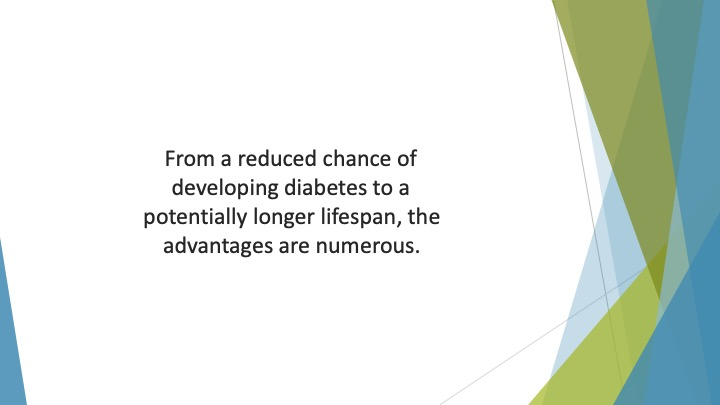 From a reduced chance of
developing diabetes to a
potentially longer lifespan, the
advantages are numerous.